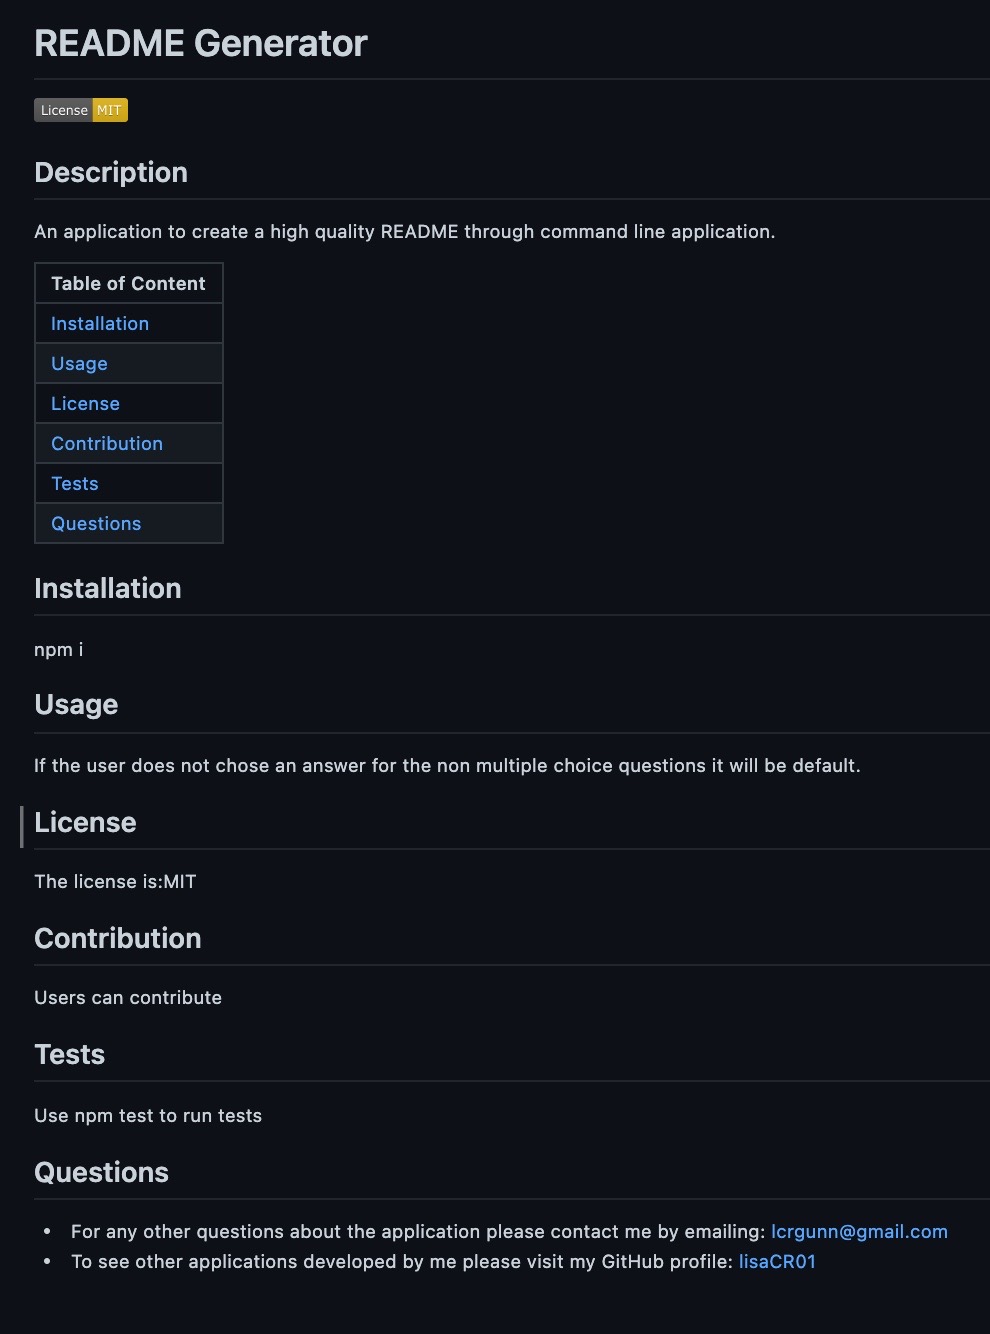 README Generator
License MIT
Description
An application to create a high quality README through command line application.
Table of Content
Installation
Usage
License
Contribution
Tests
Questions
Installation
npm i
Usage
If the user does not chose an answer for the non multiple choice questions it will be default.
License
The license is:MIT
Contribution
Users can contribute
Tests
Use npm test to run tests
Questions
• For any other questions about the application please contact me by emailing: lcrgunn@gmail.com
• To see other applications developed by me please visit my GitHub profile: lisaCR01